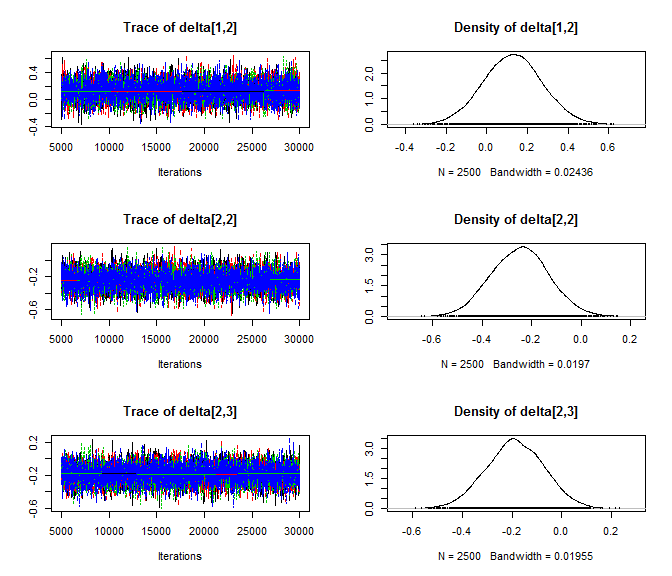 Trace of delta[1,2]
Density of delta[1,2]
0.4
0.0
-0.4
5000 10000 15000 20000 25000 30000
Iterations
2.0
1.0
0.0
-0.4 0.0 0.2 0.4 0.6
N = 2500 Bandwidth = 0.02436
Trace of delta[2,2]
Density of delta[2,2]
-0.2
-0.6
5000 10000 15000 20000 25000 30000
Iterations
3.0
1.5
0.0
-0.6 -0.4 -0.2 0.0 0.2
N = 2500 Bandwidth = 0.0197
Trace of delta[2,3]
Density of delta[2,3]
0.2
-0.2
-0.6
5000 10000 15000 20000 25000 30000
Iterations
3.0
1.5
0.0
-0.6 -0.4 -0.2 0.0 0.2
N = 2500 Bandwidth = 0.01955